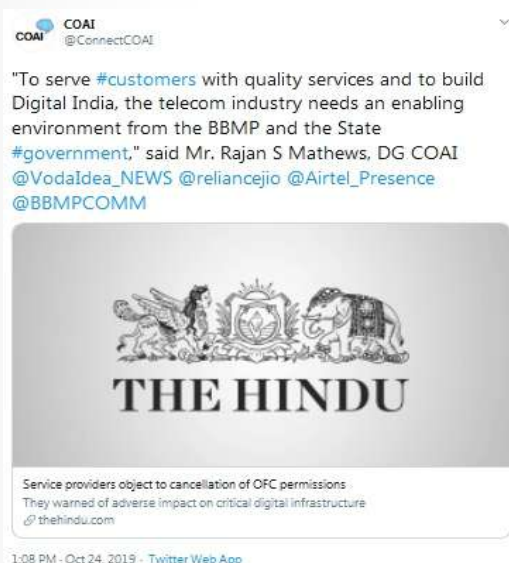 COAI
COAI
@ConnectCOAI
"To serve #customers with quality services and to build
Digital India, the telecom industry needs an enabling
environment from the BBMP and the State
#government," said Mr. Rajan S Mathews, DG COAI
@VodaIdea_NEWS @reliancejio @Airtel_Presence
@BBMPCOMM
THE HINDU
Service providers object to cancellation of OFC permissions
They warned of adverse impact on critical digital infrastructure
thehindu.com
1:08 PM · Oct 24, 2019 · Twitter Web App